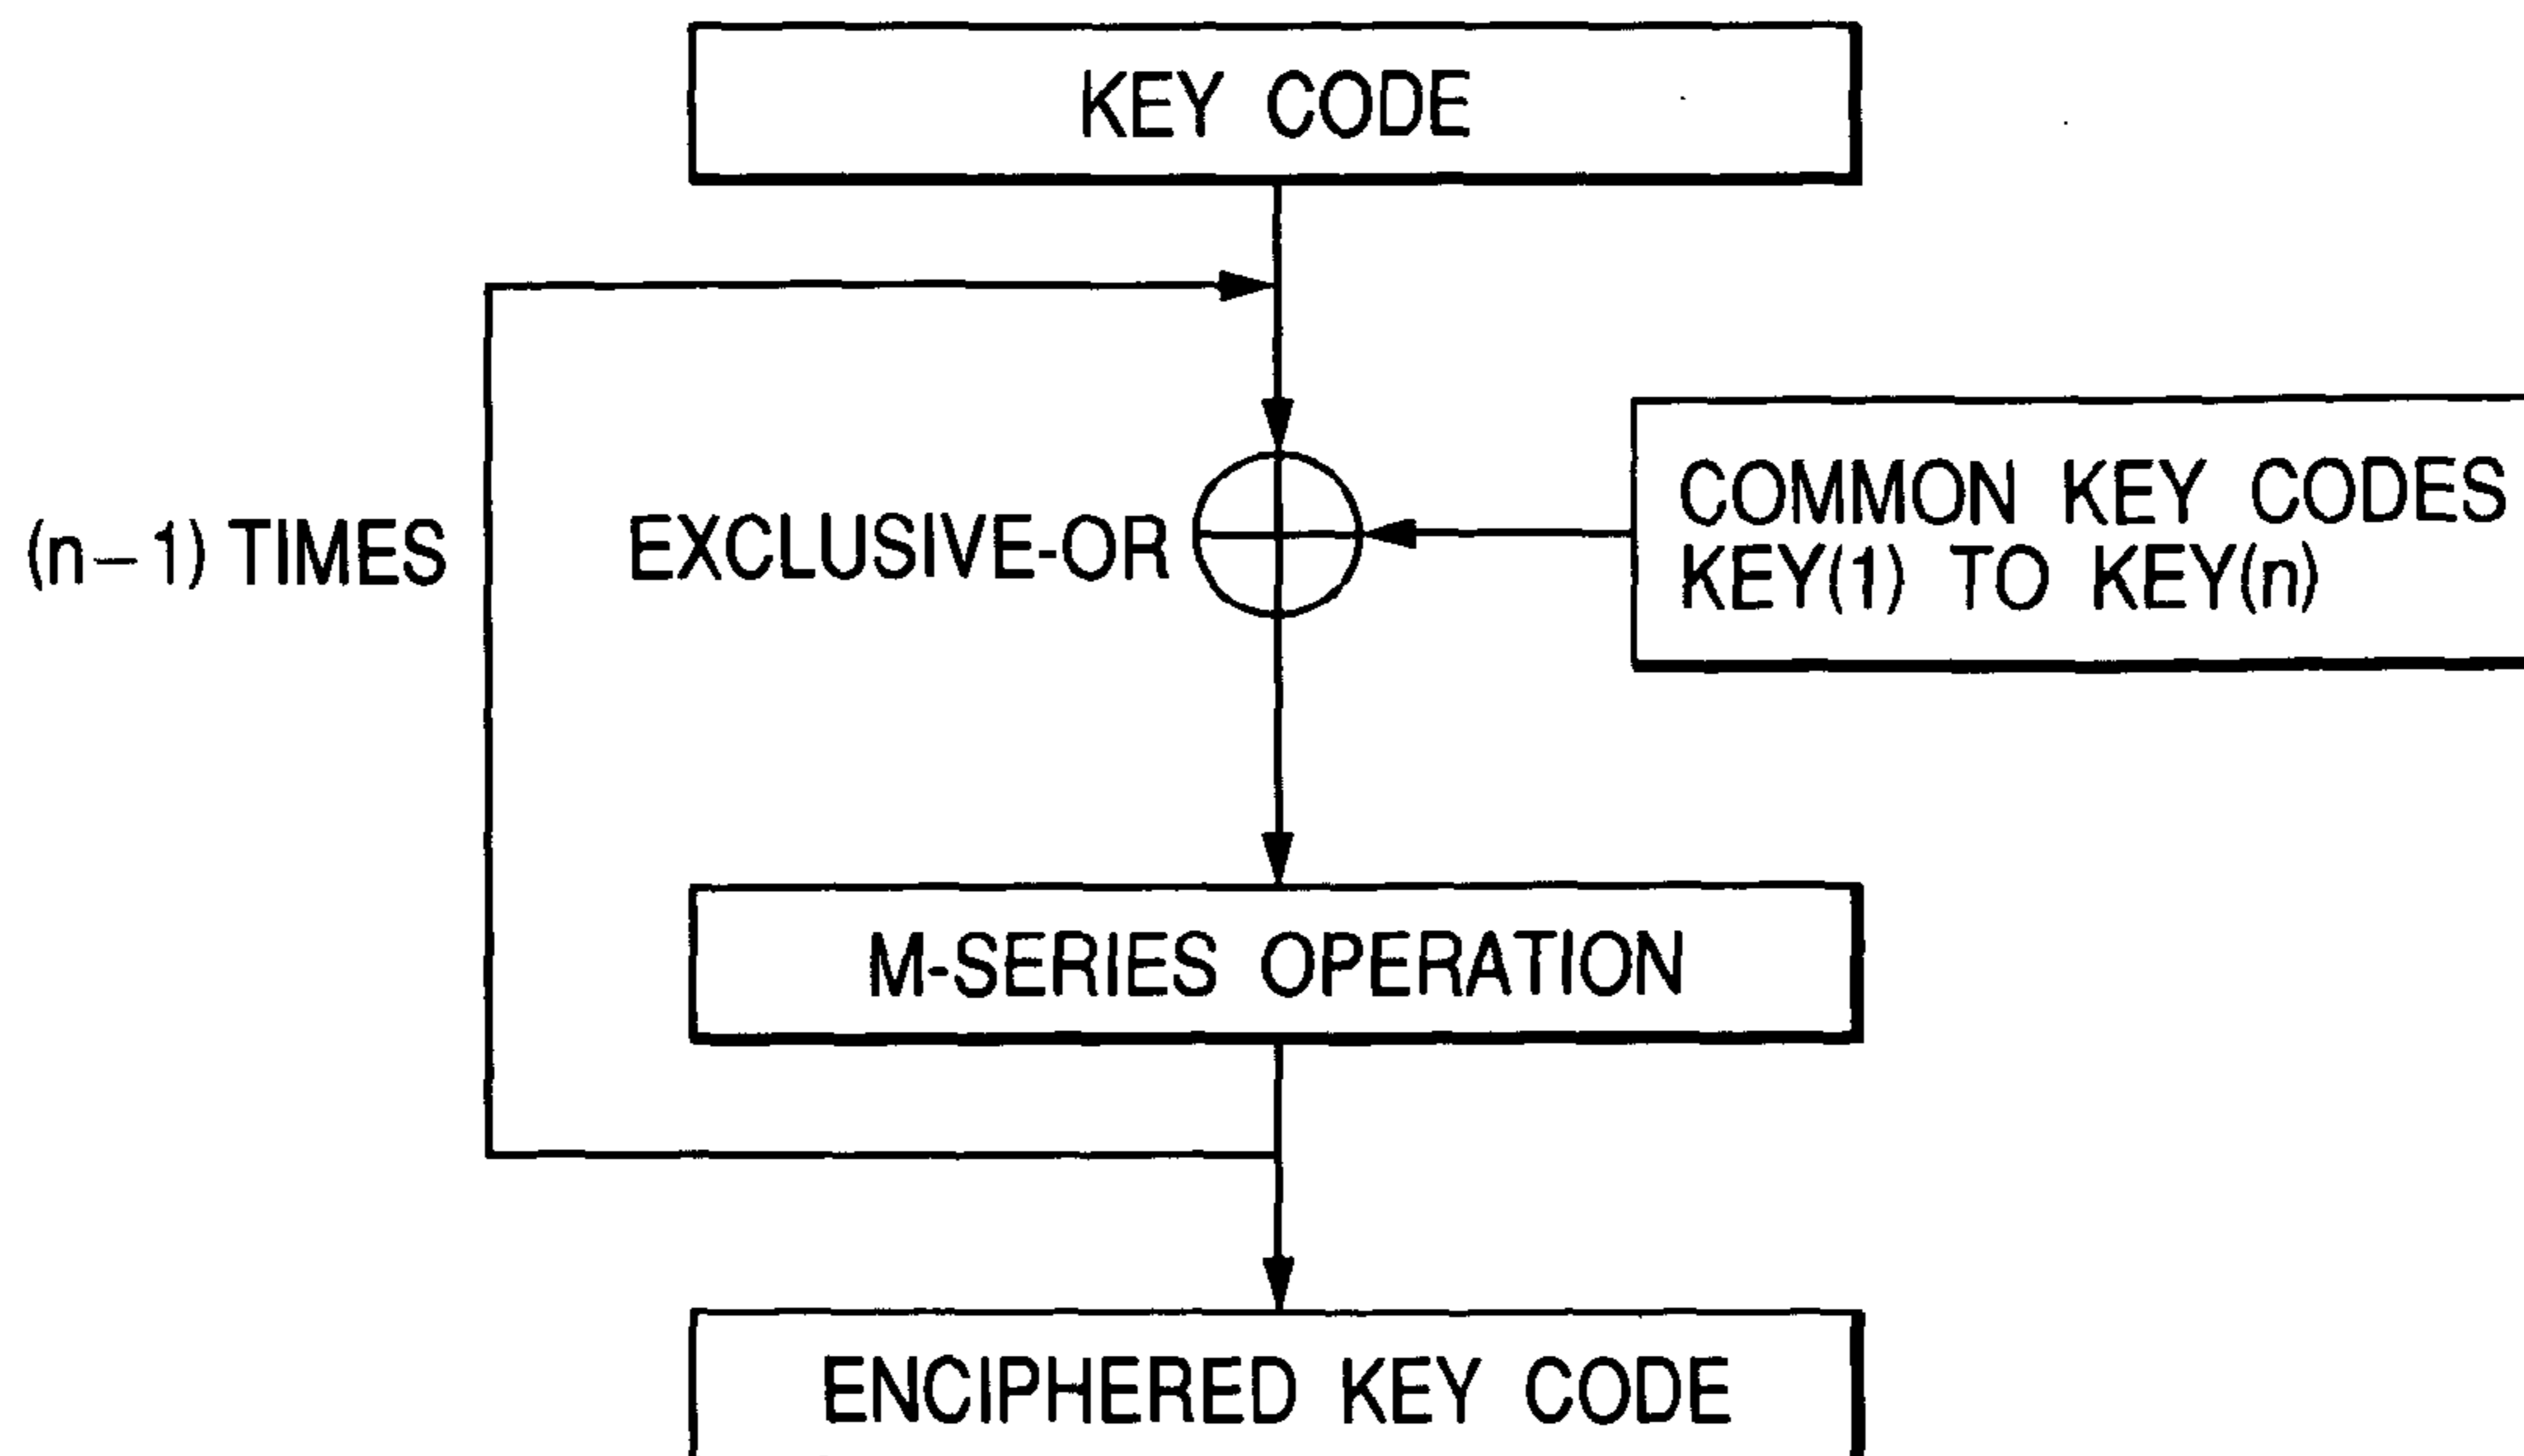 KEY CODE
(n-1) TIMES
EXCLUSIVE-OR
COMMON KEY CODES
KEY(1) TO KEY(n)
M-SERIES OPERATION
ENCIPHERED KEY CODE